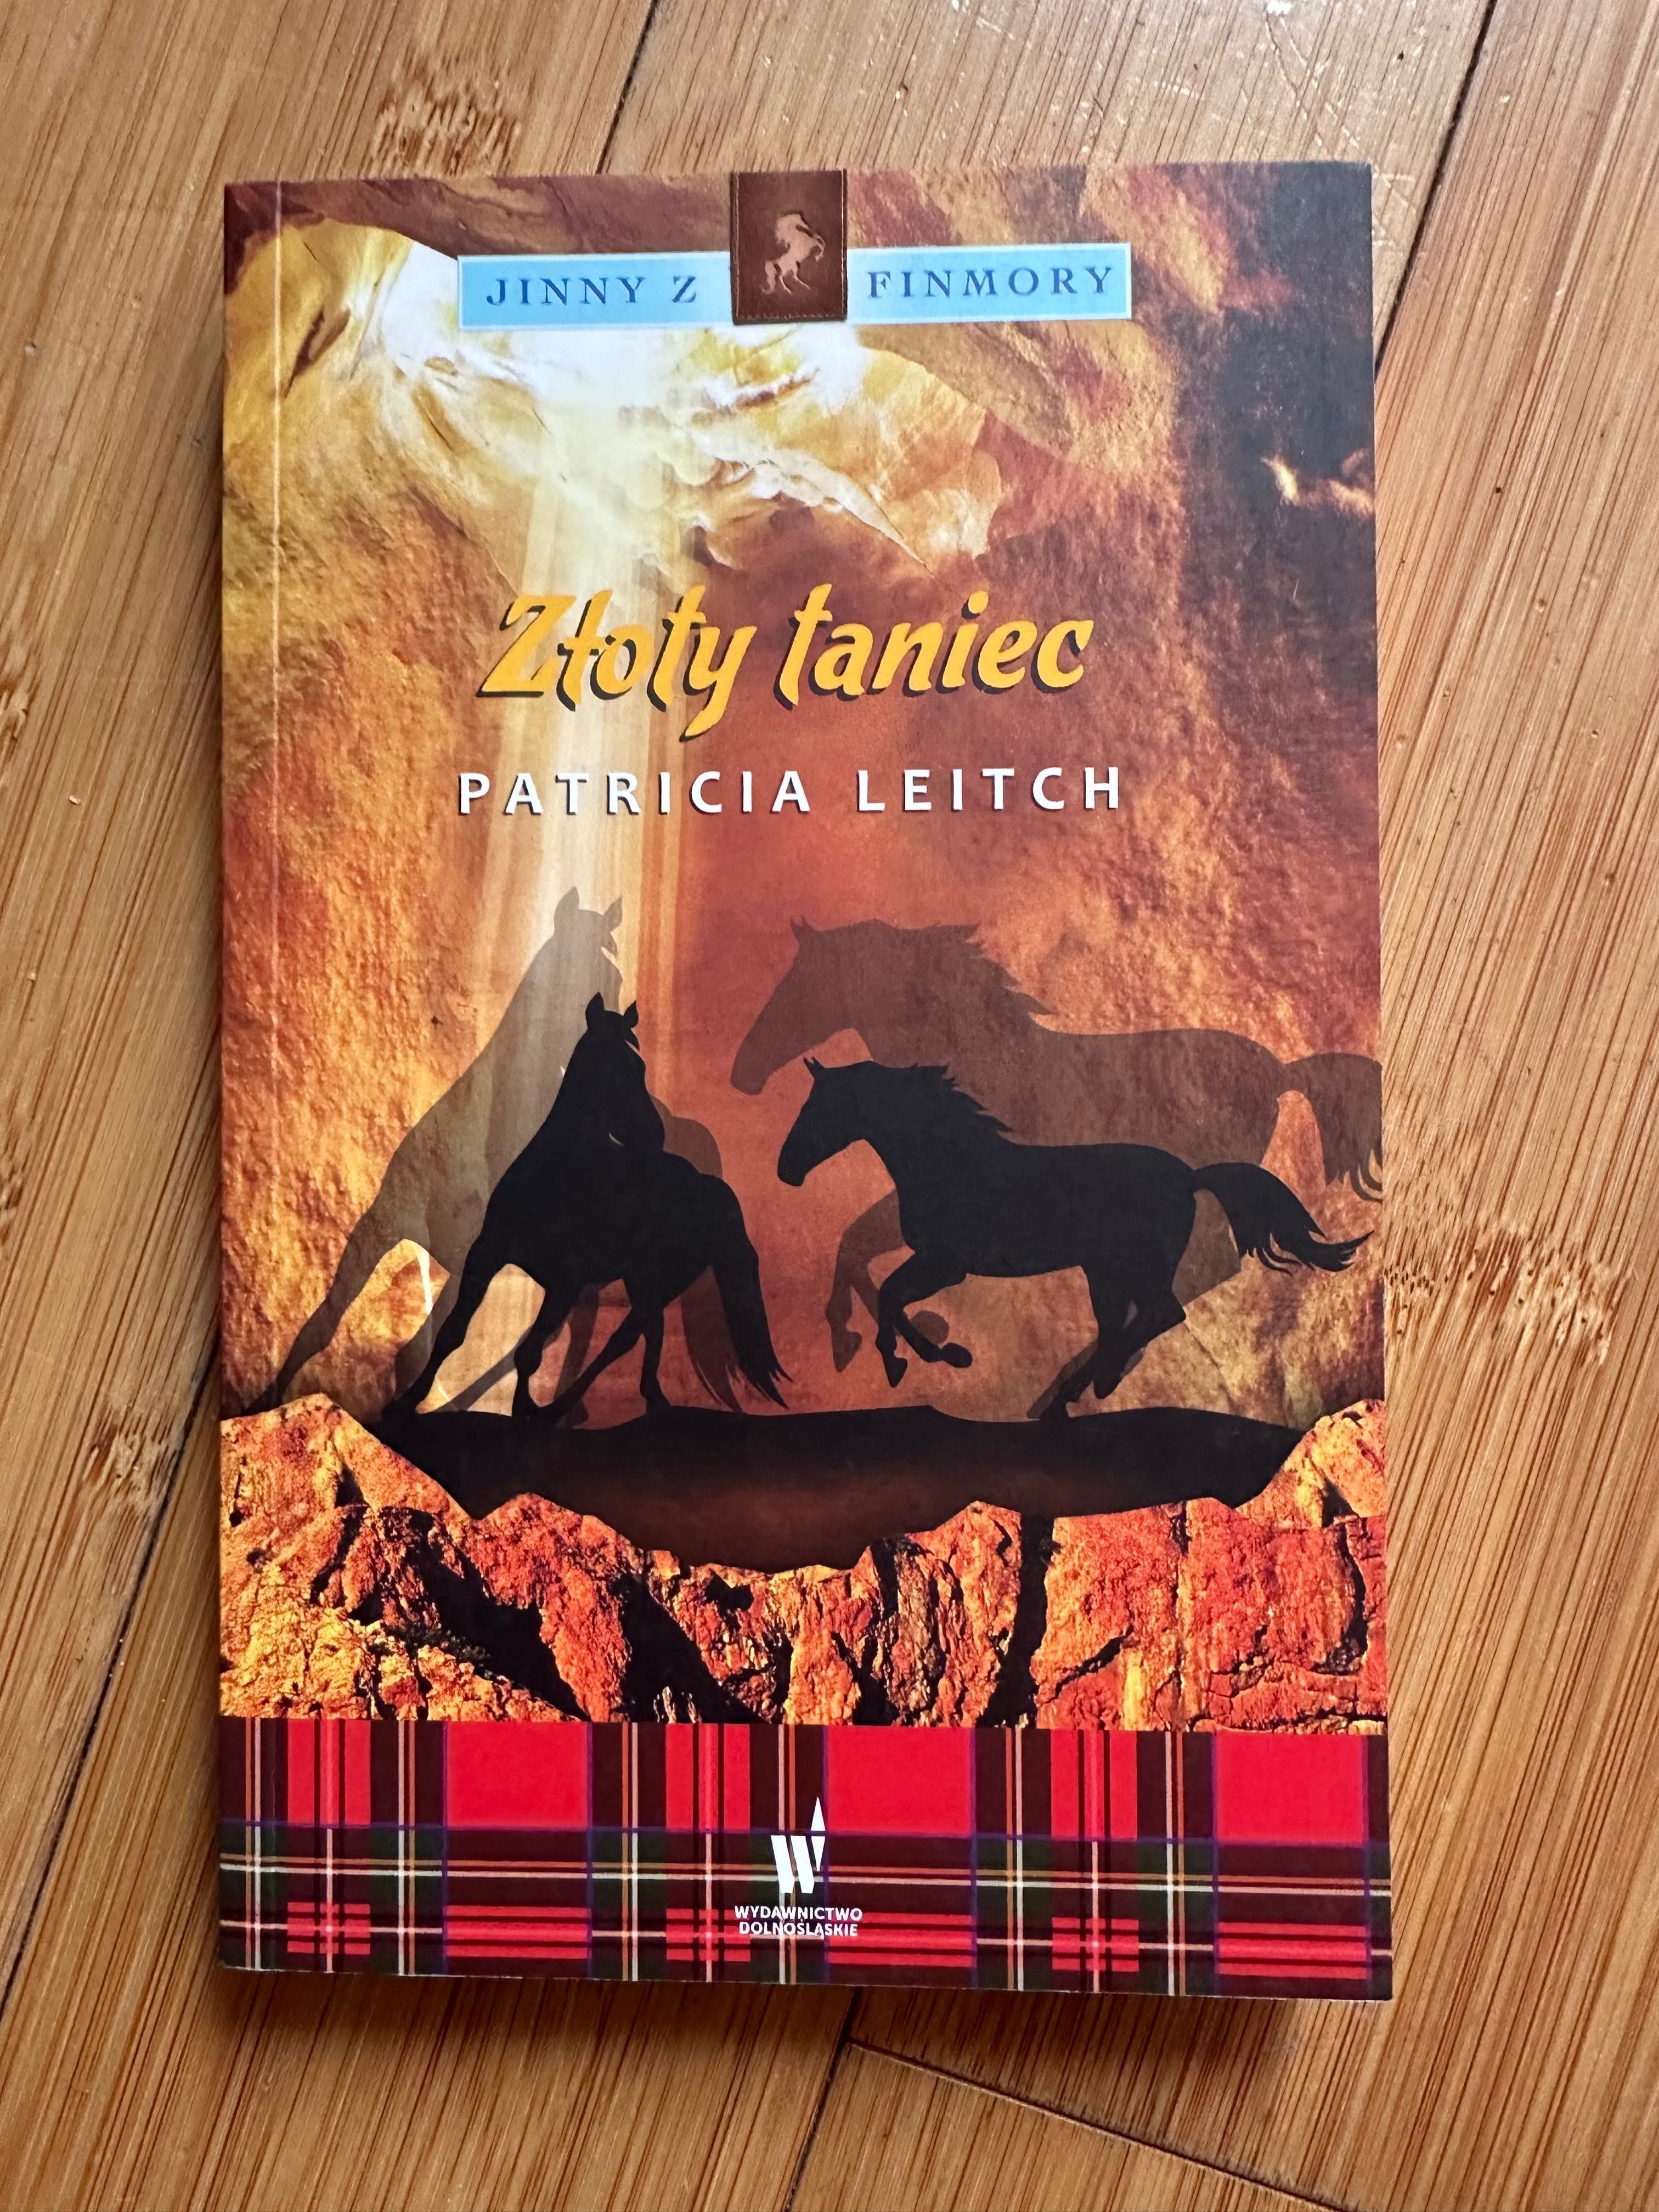 JINNY Z FINMORY
Złoty taniec
PATRICIA LEITCH
W
WYDAWNICTWO
DOLNOŚLĄSKIE